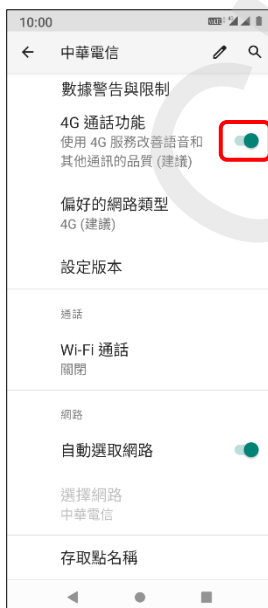 10:00
中華電信
數據警告與限制
4G 通話功能
使用 4G 服務改善語音和
其他通訊的品質 (建議)
偏好的網路類型
4G (建議)
設定版本
通話
Wi-Fi 通話
關閉
網路
自動選取網路
選擇網路
中華電信
存取點名稱